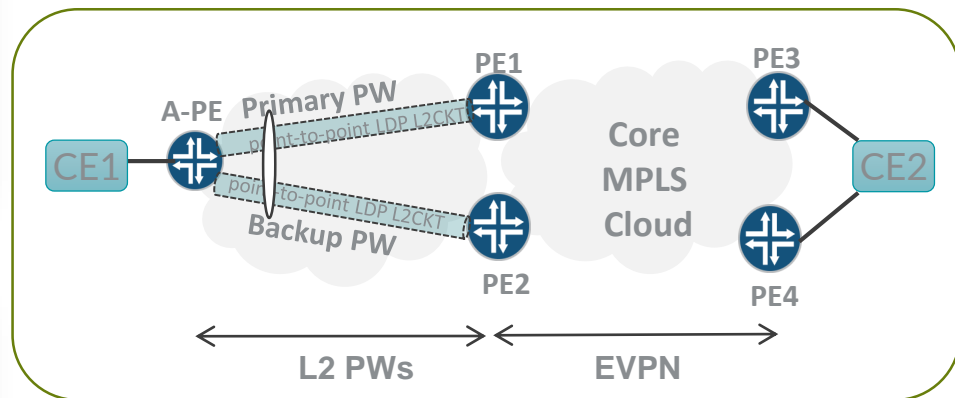 PE1
PE3
A-PE
Primary PW
point-to-point LDP L2CKT
CE1
Core
MPLS
Cloud
CE2
point-to-point LDP L2CKT
Backup PW
PE2
PE4
L2 PWs
EVPN